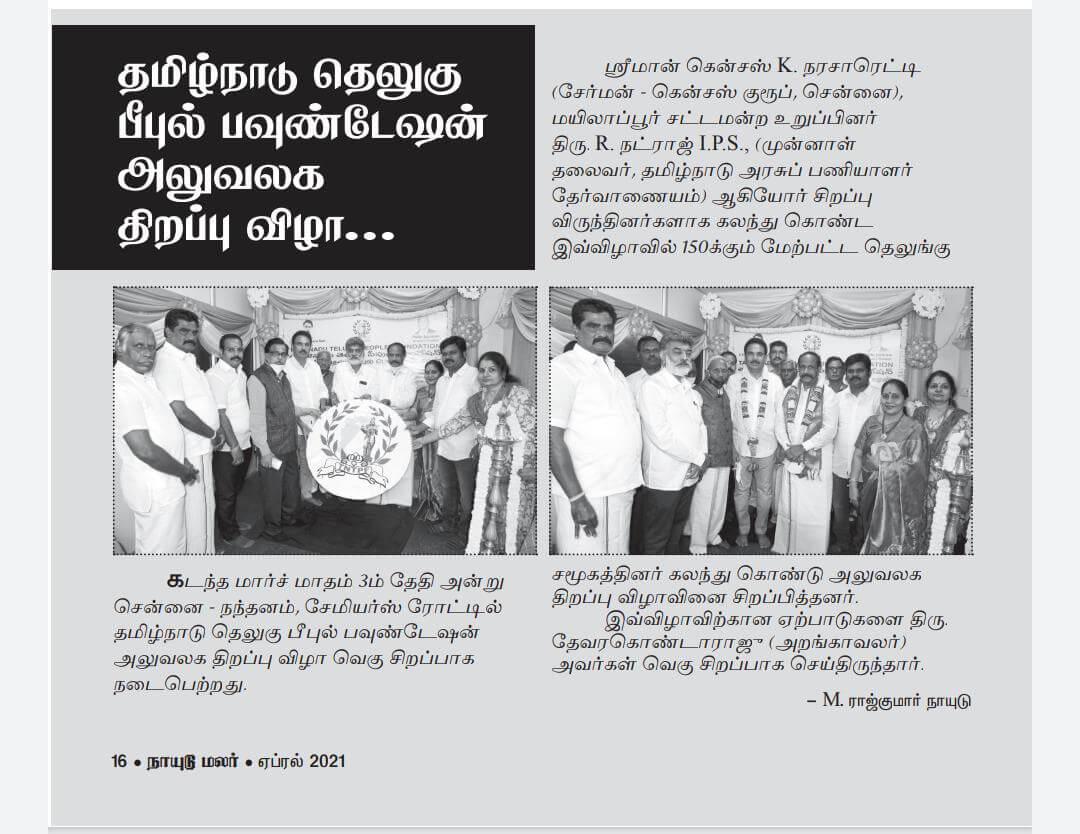 தமிழ்நாடு தெலுகு
பீபுல் பவுண்டேஷன்
அலுவலக
திறப்பு விழா...
கடந்த மார்ச் மாதம் 3ம் தேதி அன்று
சென்னை - நந்தனம், சேமியர்ஸ் ரோட்டில்
தமிழ்நாடு தெலுகு பீபுல் பவுண்டேஷன்
அலுவலக திறப்பு விழா வெகு சிறப்பாக
நடைபெற்றது.
ஸ்ரீமான் கென்சஸ் K. நரசாரெட்டி
(சேர்மன் - கென்சஸ் குரூப், சென்னை),
மயிலாப்பூர் சட்டமன்ற உறுப்பினர்
திரு. R. நட்ராஜ் I.P.S., (முன்னாள்
தலைவர், தமிழ்நாடு அரசுப் பணியாளர்
தேர்வாணையம்) ஆகியோர் சிறப்பு
விருந்தினர்களாக கலந்து கொண்ட
இவ்விழாவில் 150க்கும் மேற்பட்ட தெலுங்கு
சமூகத்தினர் கலந்து கொண்டு அலுவலக
திறப்பு விழாவினை சிறப்பித்தனர்.
இவ்விழாவிற்கான ஏற்பாடுகளை திரு.
தேவரகொண்டாராஜு (அறங்காவலர்)
அவர்கள் வெகு சிறப்பாக செய்திருந்தார்.
– M. ராஜ்குமார் நாயுடு
16 • நாயுடு மலர் • ஏப்ரல் 2021